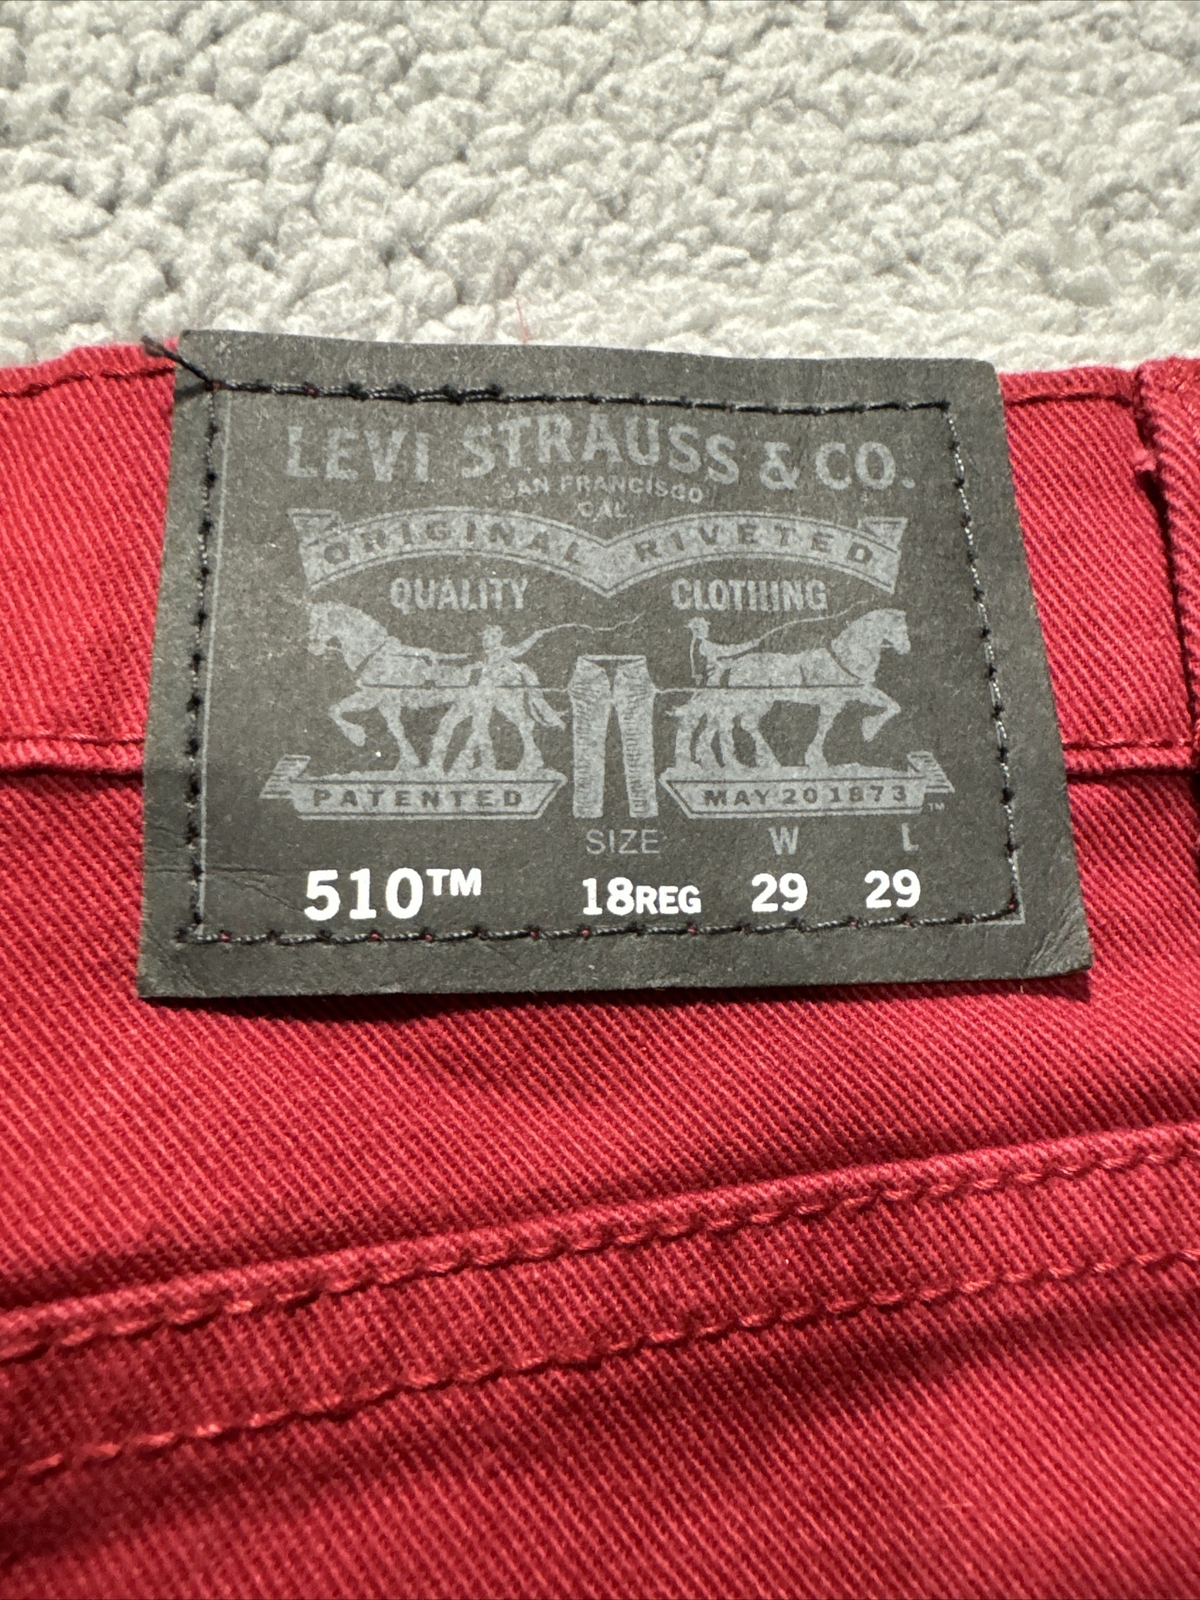 LEVI STRAUSS & CO.
SAN FRANCISCO
CAL.
ORIGINAL RIVETED
QUALITY CLOTHING
PATENTED MAY 20 1873 ™
SIZE W L
510™ 18REG 29 29